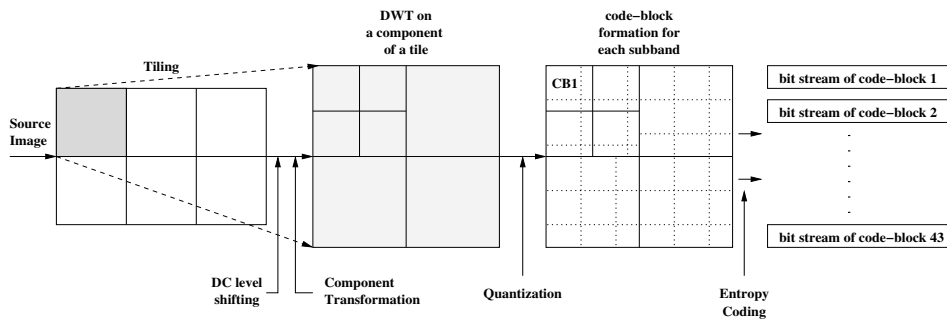 DWT on
a component
of a tile
code−block
formation for
each subband
Tiling
Source
Image
CB1
bit stream of code−block 1
bit stream of code−block 2
bit stream of code−block 43
DC level
shifting
Component
Transformation
Quantization
Entropy
Coding